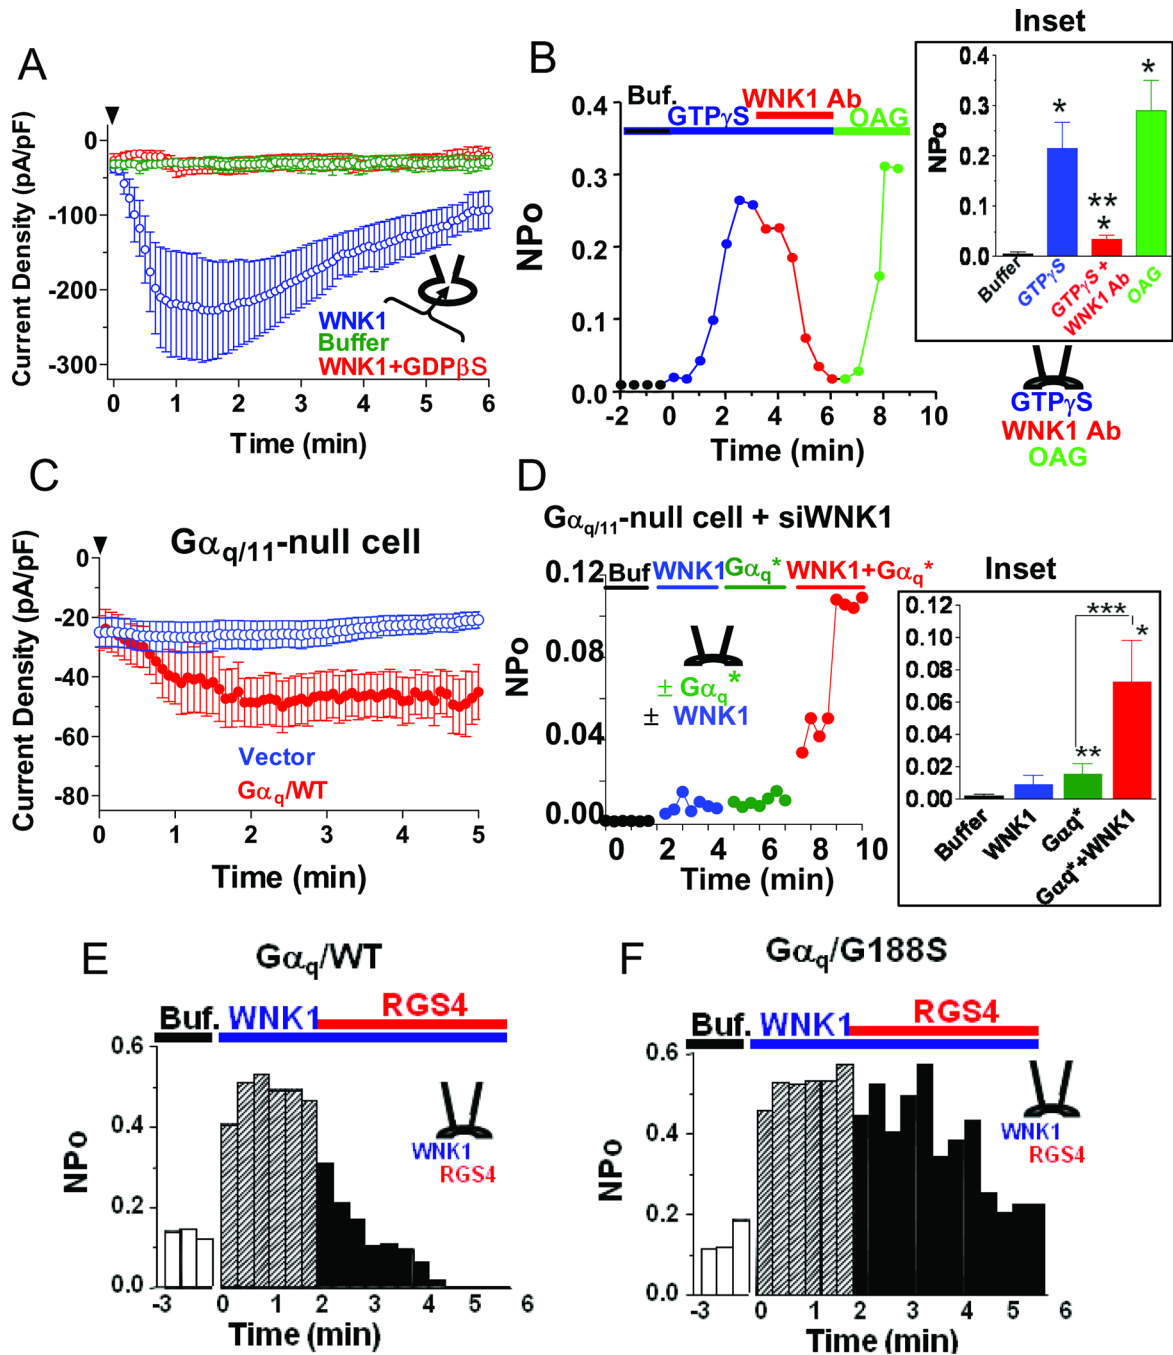 A
Current Density (pA/pF)
0
-100
-200
-300
0 1 2 3 4 5 6
Time (min)
WNK1
Buffer
WNK1+GDPβS
B
NPo
0.4
0.3
0.2
0.1
0.0
-2 0 2 4 6 8 10
Time (min)
Buf.
GTPγS
WNK1 Ab
OAG
Inset
NPo
0.4
0.3
0.2
0.1
0.0
*
**
*
*
Buffer
GTPγS
GTPγS +
WNK1 Ab
OAG
GTPγS
WNK1 Ab
OAG
C
Gαq/11-null cell
Current Density (pA/pF)
0
-20
-40
-60
-80
0 1 2 3 4 5
Time (min)
Vector
Gαq/WT
D
Gαq/11-null cell + siWNK1
NPo
0.12
0.08
0.04
0.00
0 0 2 4 6 8 10
Time (min)
Buf
WNK1
Gαq*
WNK1+Gαq*
± Gαq*
± WNK1
Inset
0.12
0.10
0.08
0.06
0.04
0.02
0.00
***
*
**
Buffer
WNK1
Gαq*
Gαq*+WNK1
E
Gαq/WT
RGS4
Buf. WNK1
NPo
0.6
0.4
0.2
0.0
-3 0 1 2 3 4 5 6
Time (min)
WNK1
RGS4
F
Gαq/G188S
RGS4
Buf. WNK1
NPo
0.6
0.4
0.2
0.0
-3 0 1 2 3 4 5 6
Time (min)
WNK1
RGS4